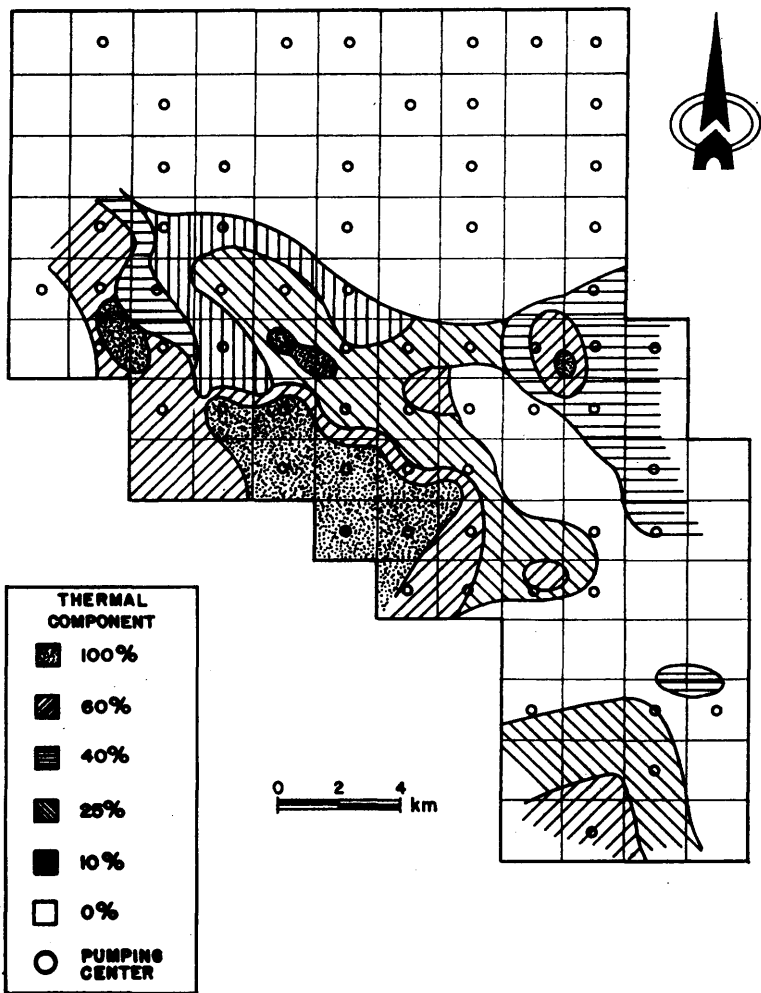 THERMAL
COMPONENT
100%
60%
40%
25%
10%
0%
PUMPING
CENTER
0 2 4
km